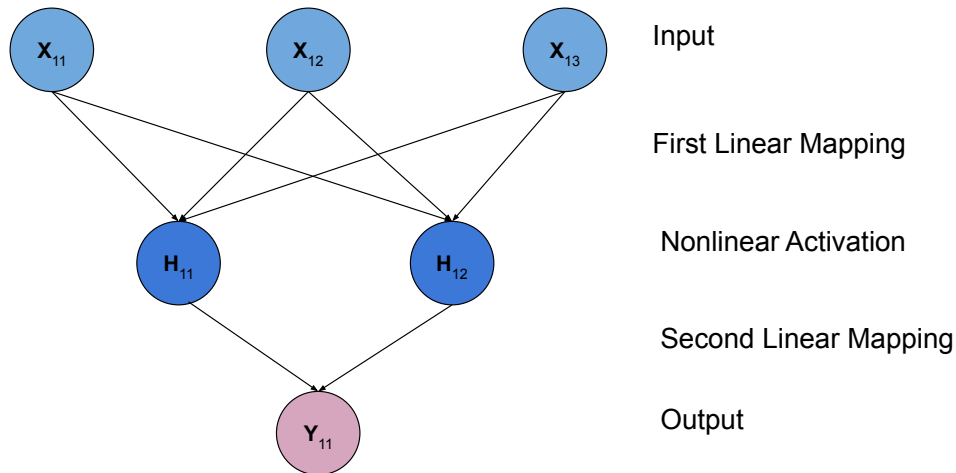 X11 X12 X13 Input
First Linear Mapping
H11 H12 Nonlinear Activation
Second Linear Mapping
Y11 Output